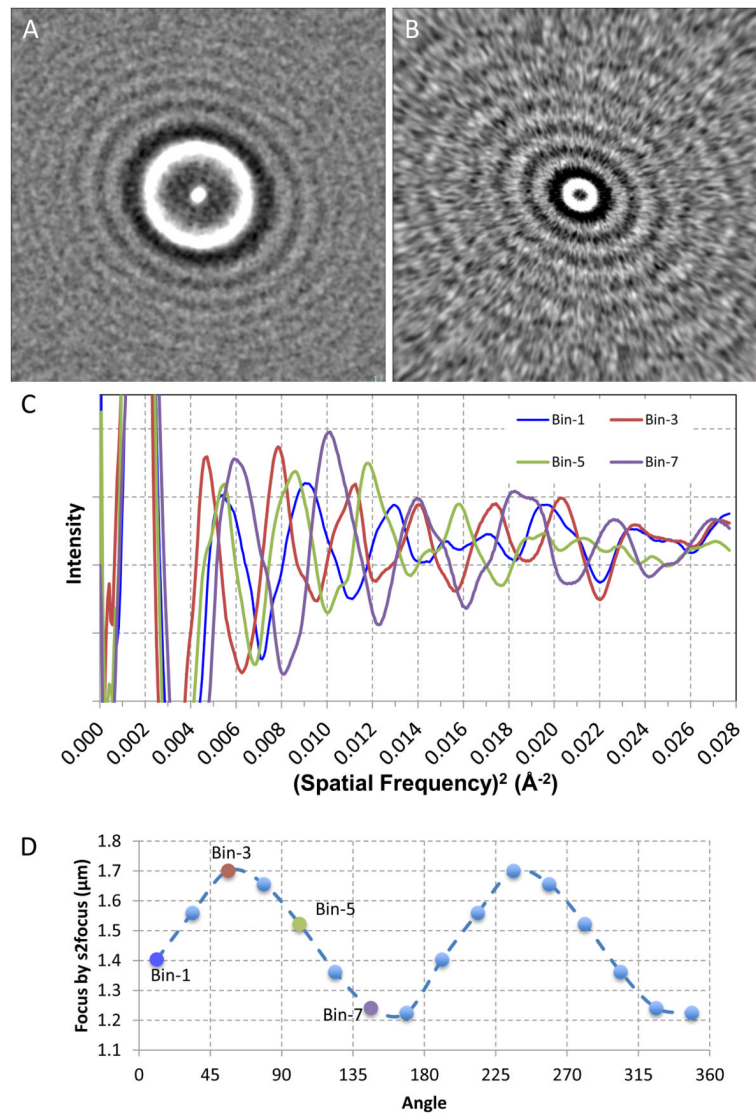 A
B
C
Bin-1 Bin-3
Bin-5 Bin-7
Intensity
0.000 0.002 0.004 0.006 0.008 0.010 0.012 0.014 0.016 0.018 0.020 0.022 0.024 0.026 0.028
(Spatial Frequency)² (Å⁻²)
D
Focus by s2focus (µm)
1.8
1.7
1.6
1.5
1.4
1.3
1.2
1.1
Bin-3
Bin-5
Bin-1
Bin-7
0 45 90 135 180 225 270 315 360
Angle